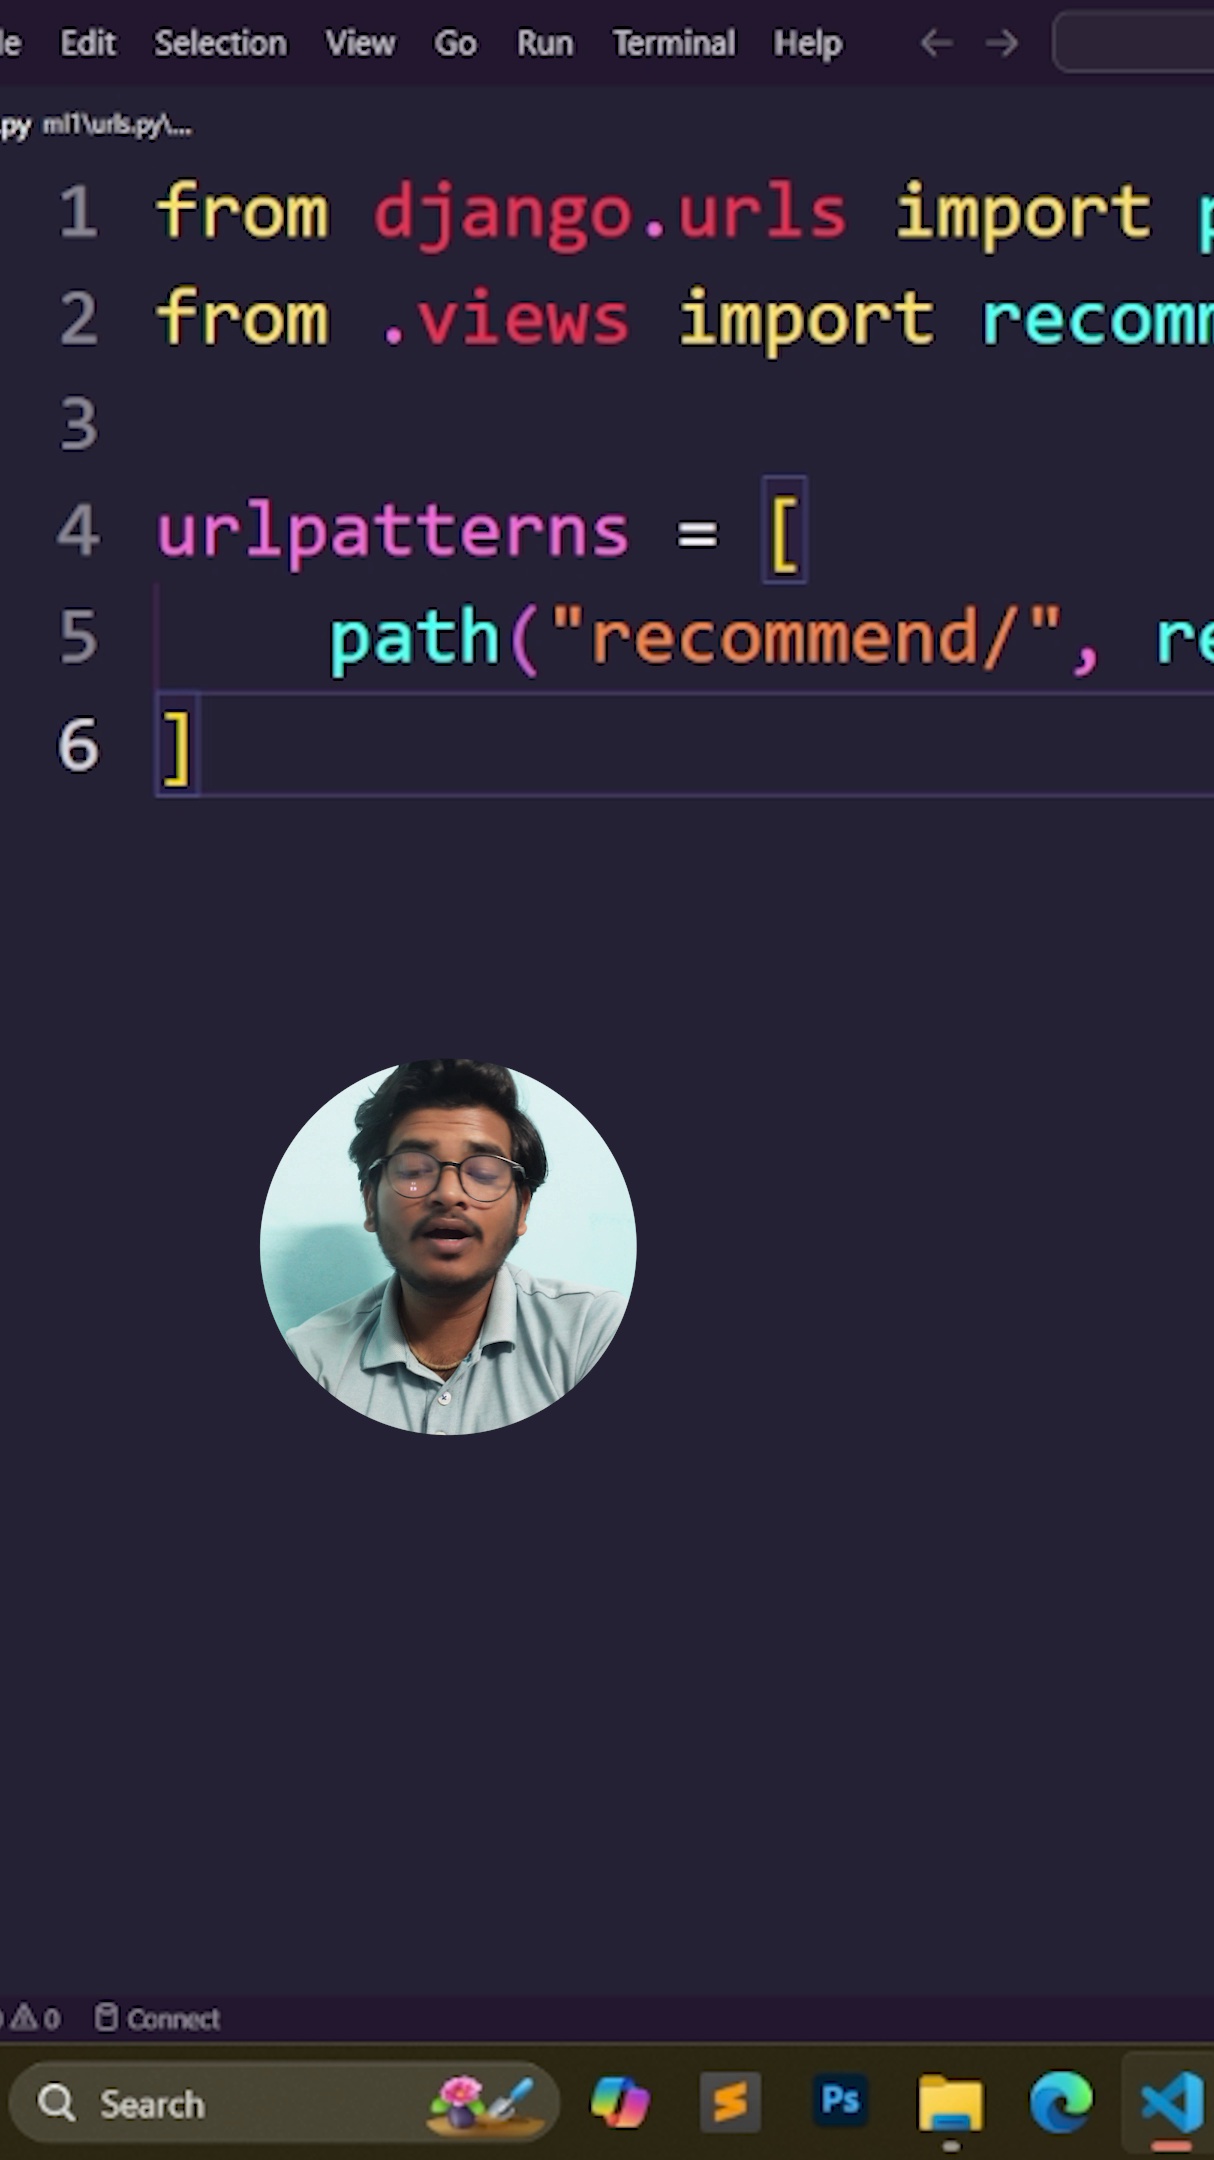 Edit Selection View Go Run Terminal Help
.py ml1\urls.py\...
1 from django.urls import
2 from .views import recomm
3
4 urlpatterns = [
5 path("recommend/", re
6 ]
0 Connect
Search
Ps